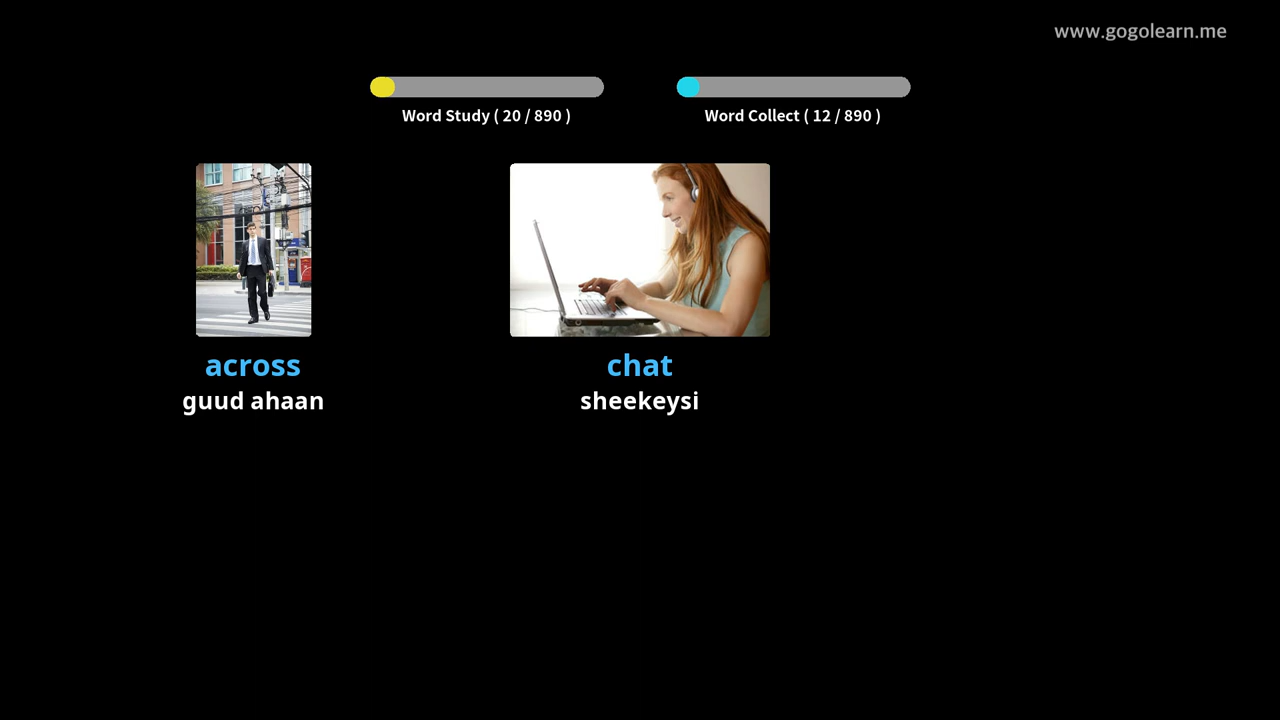 www.gogolearn.me
Word Study ( 20 / 890 )
Word Collect ( 12 / 890 )
across
guud ahaan
chat
sheekeysi